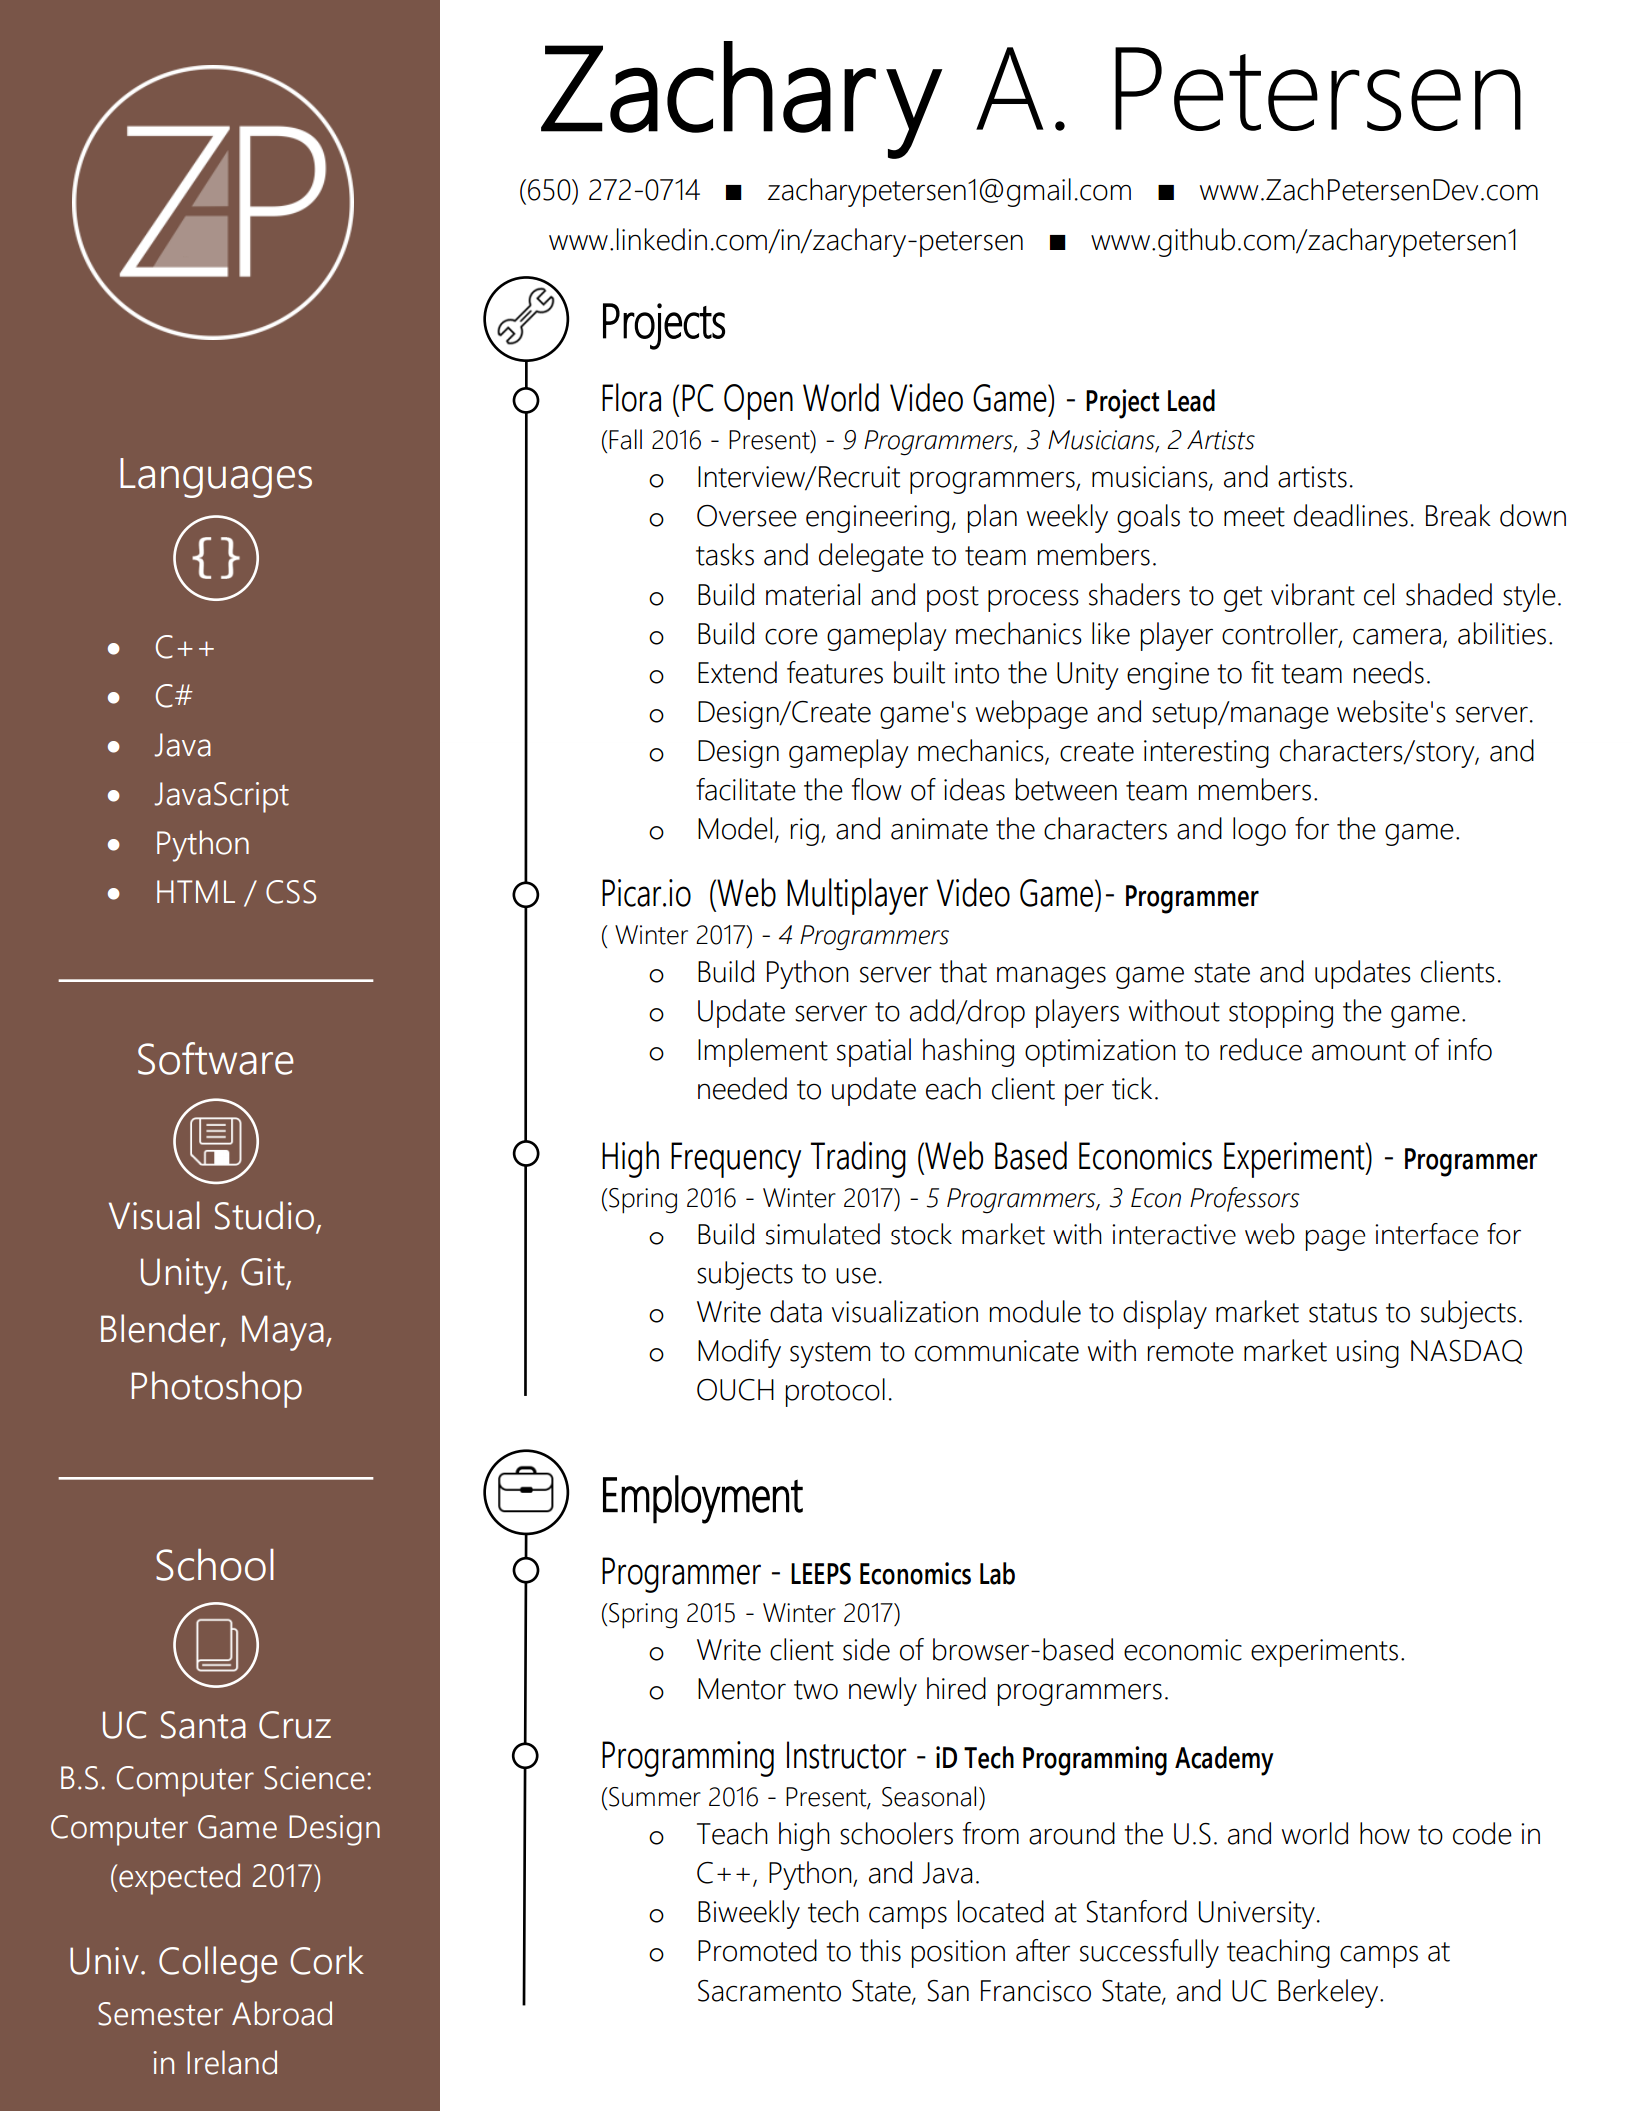 ZAP
Languages
{}
• C++
• C#
• Java
• JavaScript
• Python
• HTML / CSS
Software
Visual Studio,
Unity, Git,
Blender, Maya,
Photoshop
School
UC Santa Cruz
B.S. Computer Science:
Computer Game Design
(expected 2017)
Univ. College Cork
Semester Abroad
in Ireland
Zachary A. Petersen
(650) 272-0714 ■ zacharypetersen1@gmail.com ■ www.ZachPetersenDev.com
www.linkedin.com/in/zachary-petersen ■ www.github.com/zacharypetersen1
Projects
Flora (PC Open World Video Game) - Project Lead
(Fall 2016 - Present) - 9 Programmers, 3 Musicians, 2 Artists
o Interview/Recruit programmers, musicians, and artists.
o Oversee engineering, plan weekly goals to meet deadlines. Break down
tasks and delegate to team members.
o Build material and post process shaders to get vibrant cel shaded style.
o Build core gameplay mechanics like player controller, camera, abilities.
o Extend features built into the Unity engine to fit team needs.
o Design/Create game's webpage and setup/manage website's server.
o Design gameplay mechanics, create interesting characters/story, and
facilitate the flow of ideas between team members.
o Model, rig, and animate the characters and logo for the game.
Picar.io (Web Multiplayer Video Game)- Programmer
( Winter 2017) - 4 Programmers
o Build Python server that manages game state and updates clients.
o Update server to add/drop players without stopping the game.
o Implement spatial hashing optimization to reduce amount of info
needed to update each client per tick.
High Frequency Trading (Web Based Economics Experiment) - Programmer
(Spring 2016 - Winter 2017) - 5 Programmers, 3 Econ Professors
o Build simulated stock market with interactive web page interface for
subjects to use.
o Write data visualization module to display market status to subjects.
o Modify system to communicate with remote market using NASDAQ
OUCH protocol.
Employment
Programmer - LEEPS Economics Lab
(Spring 2015 - Winter 2017)
o Write client side of browser-based economic experiments.
o Mentor two newly hired programmers.
Programming Instructor - iD Tech Programming Academy
(Summer 2016 - Present, Seasonal)
o Teach high schoolers from around the U.S. and world how to code in
C++, Python, and Java.
o Biweekly tech camps located at Stanford University.
o Promoted to this position after successfully teaching camps at
Sacramento State, San Francisco State, and UC Berkeley.